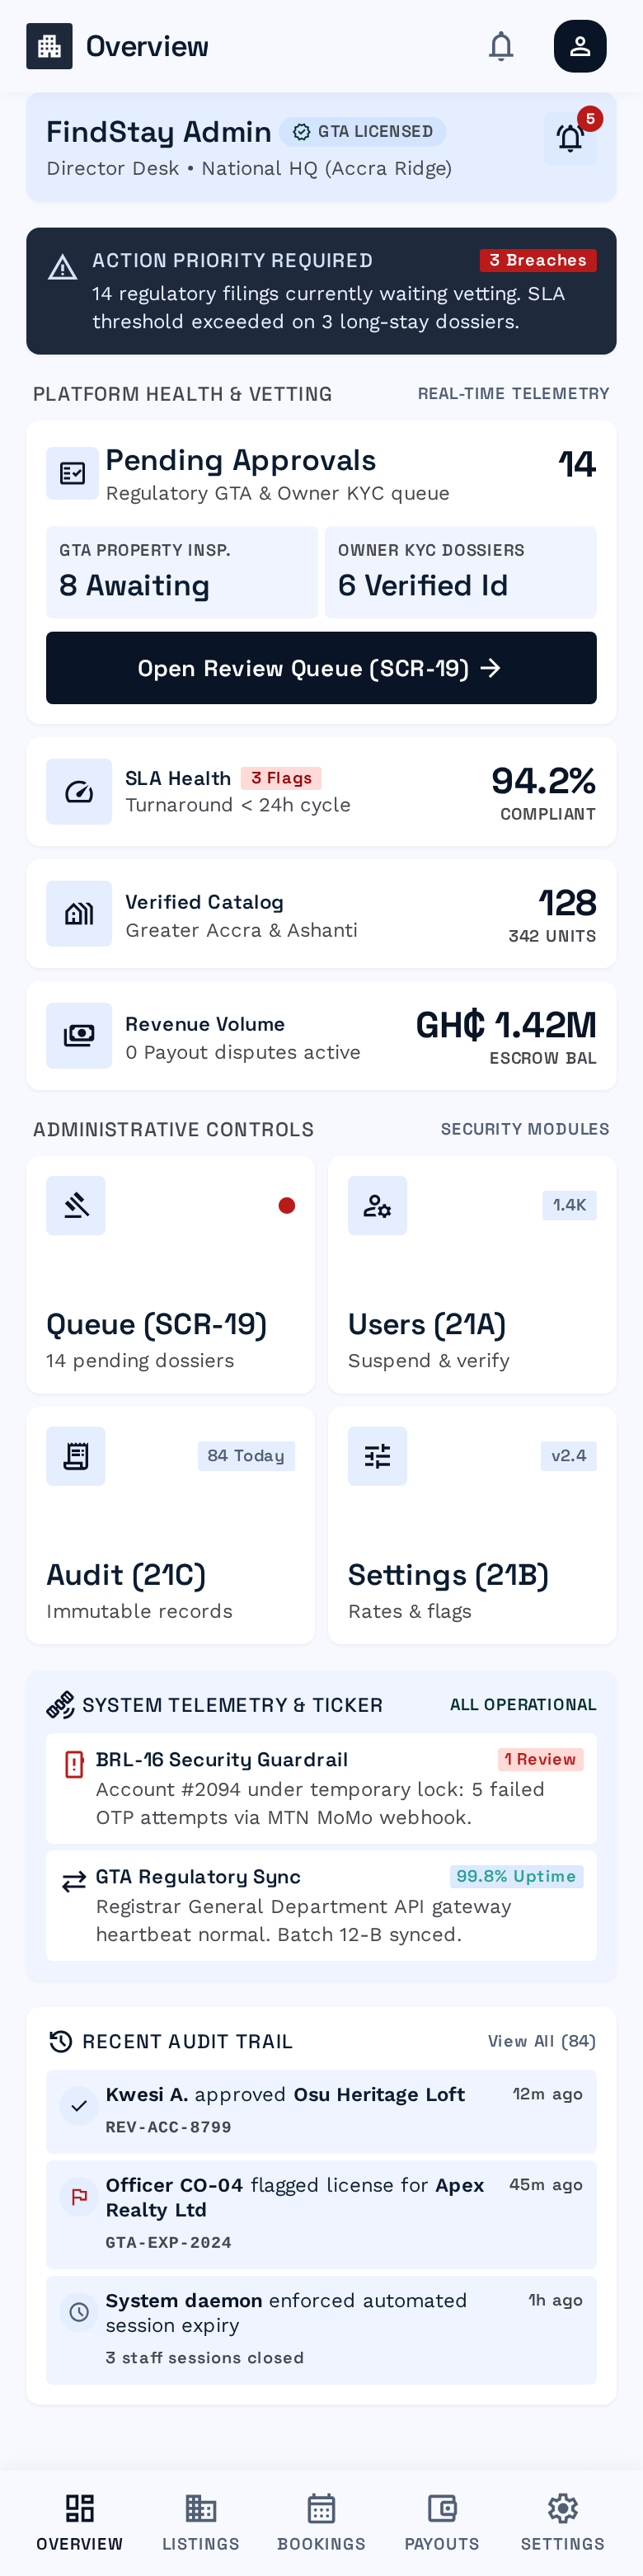 Overview
FindStay Admin
GTA LICENSED
5
Director Desk • National HQ (Accra Ridge)
ACTION PRIORITY REQUIRED
3 Breaches
14 regulatory filings currently waiting vetting. SLA
threshold exceeded on 3 long-stay dossiers.
PLATFORM HEALTH & VETTING
REAL-TIME TELEMETRY
Pending Approvals
14
Regulatory GTA & Owner KYC queue
GTA PROPERTY INSP.
8 Awaiting
OWNER KYC DOSSIERS
6 Verified Id
Open Review Queue (SCR-19) →
SLA Health
3 Flags
Turnaround < 24h cycle
94.2%
COMPLIANT
Verified Catalog
Greater Accra & Ashanti
128
342 UNITS
Revenue Volume
0 Payout disputes active
GH₵ 1.42M
ESCROW BAL
ADMINISTRATIVE CONTROLS
SECURITY MODULES
Queue (SCR-19)
14 pending dossiers
1.4K
Users (21A)
Suspend & verify
84 Today
Audit (21C)
Immutable records
v2.4
Settings (21B)
Rates & flags
SYSTEM TELEMETRY & TICKER
ALL OPERATIONAL
BRL-16 Security Guardrail
1 Review
Account #2094 under temporary lock: 5 failed
OTP attempts via MTN MoMo webhook.
GTA Regulatory Sync
99.8% Uptime
Registrar General Department API gateway
heartbeat normal. Batch 12-B synced.
RECENT AUDIT TRAIL
View All (84)
Kwesi A. approved Osu Heritage Loft
12m ago
REV-ACC-8799
Officer CO-04 flagged license for Apex
Realty Ltd
45m ago
GTA-EXP-2024
System daemon enforced automated
session expiry
1h ago
3 staff sessions closed
OVERVIEW
LISTINGS
BOOKINGS
PAYOUTS
SETTINGS